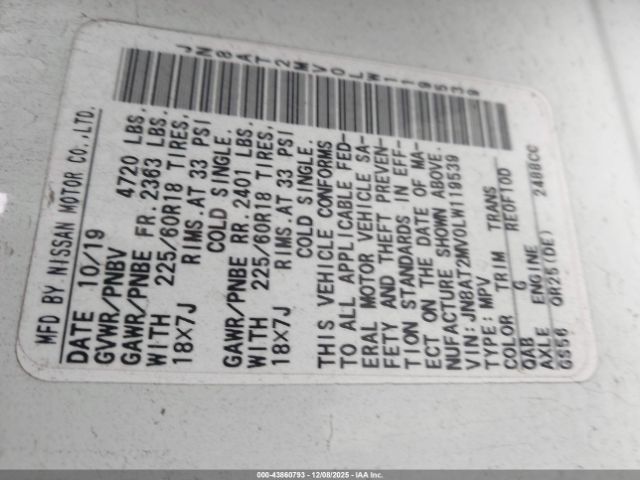 MFD BY NISSAN MOTOR CO.,LTD.
DATE 10/19
GVWR/PNBV 4720 LBS.
GAWR/PNBE FR. 2363 LBS.
WITH 225/60R18 TIRES,
18X7J RIMS.AT 33 PSI
COLD SINGLE.
GAWR/PNBE RR. 2401 LBS.
WITH 225/60R18 TIRES,
18X7J RIMS.AT 33 PSI
COLD SINGLE.
THIS VEHICLE CONFORMS
TO ALL APPLICABLE FED-
ERAL MOTOR VEHICLE SA-
FETY AND THEFT PREVEN-
TION STANDARDS IN EFF-
ECT ON THE DATE OF MA-
NUFACTURE SHOWN ABOVE.
VIN:JN8AT2MV0LW119539
TYPE: MPV
COLOR TRIM TRANS
QAB G RE0F10D
AXLE ENGINE
GS56 QR25(DE) 2488CC
JN8AT2MV0LW119539
000-43860793 - 12/08/2025 - IAAI Inc.